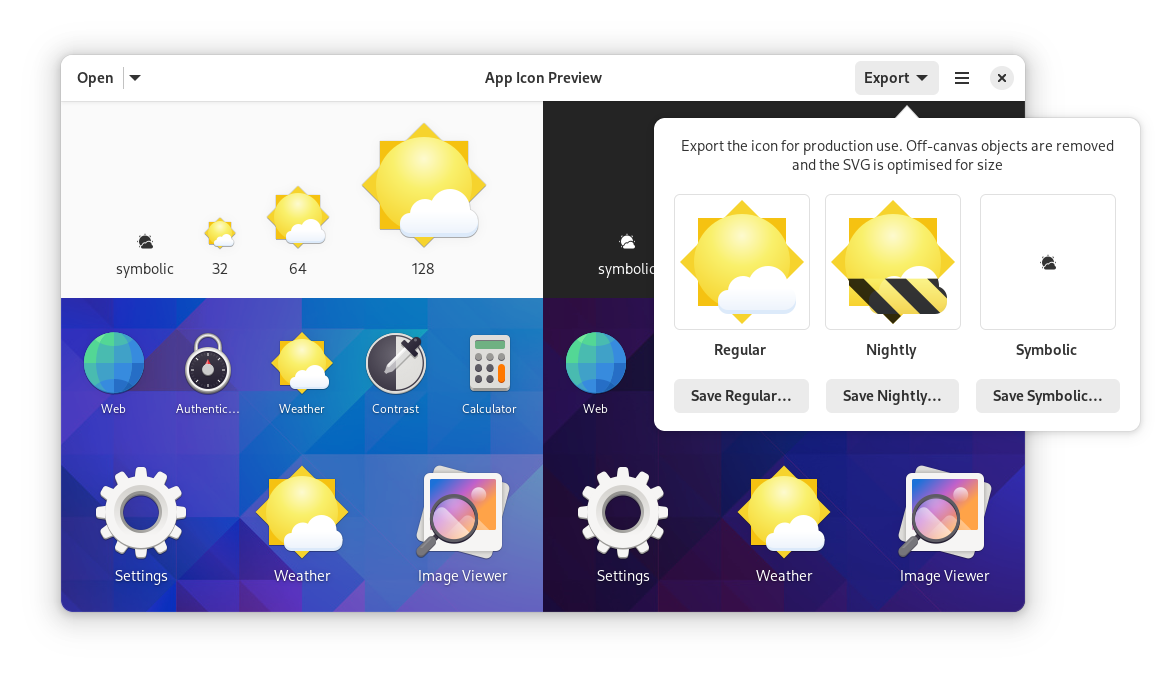 Open
App Icon Preview
Export
Export the icon for production use. Off-canvas objects are removed
and the SVG is optimised for size
symbolic
32
64
128
symbolic
Regular
Nightly
Symbolic
Save Regular...
Save Nightly...
Save Symbolic...
Web
Authentic...
Weather
Contrast
Calculator
Web
Settings
Weather
Image Viewer
Settings
Weather
Image Viewer